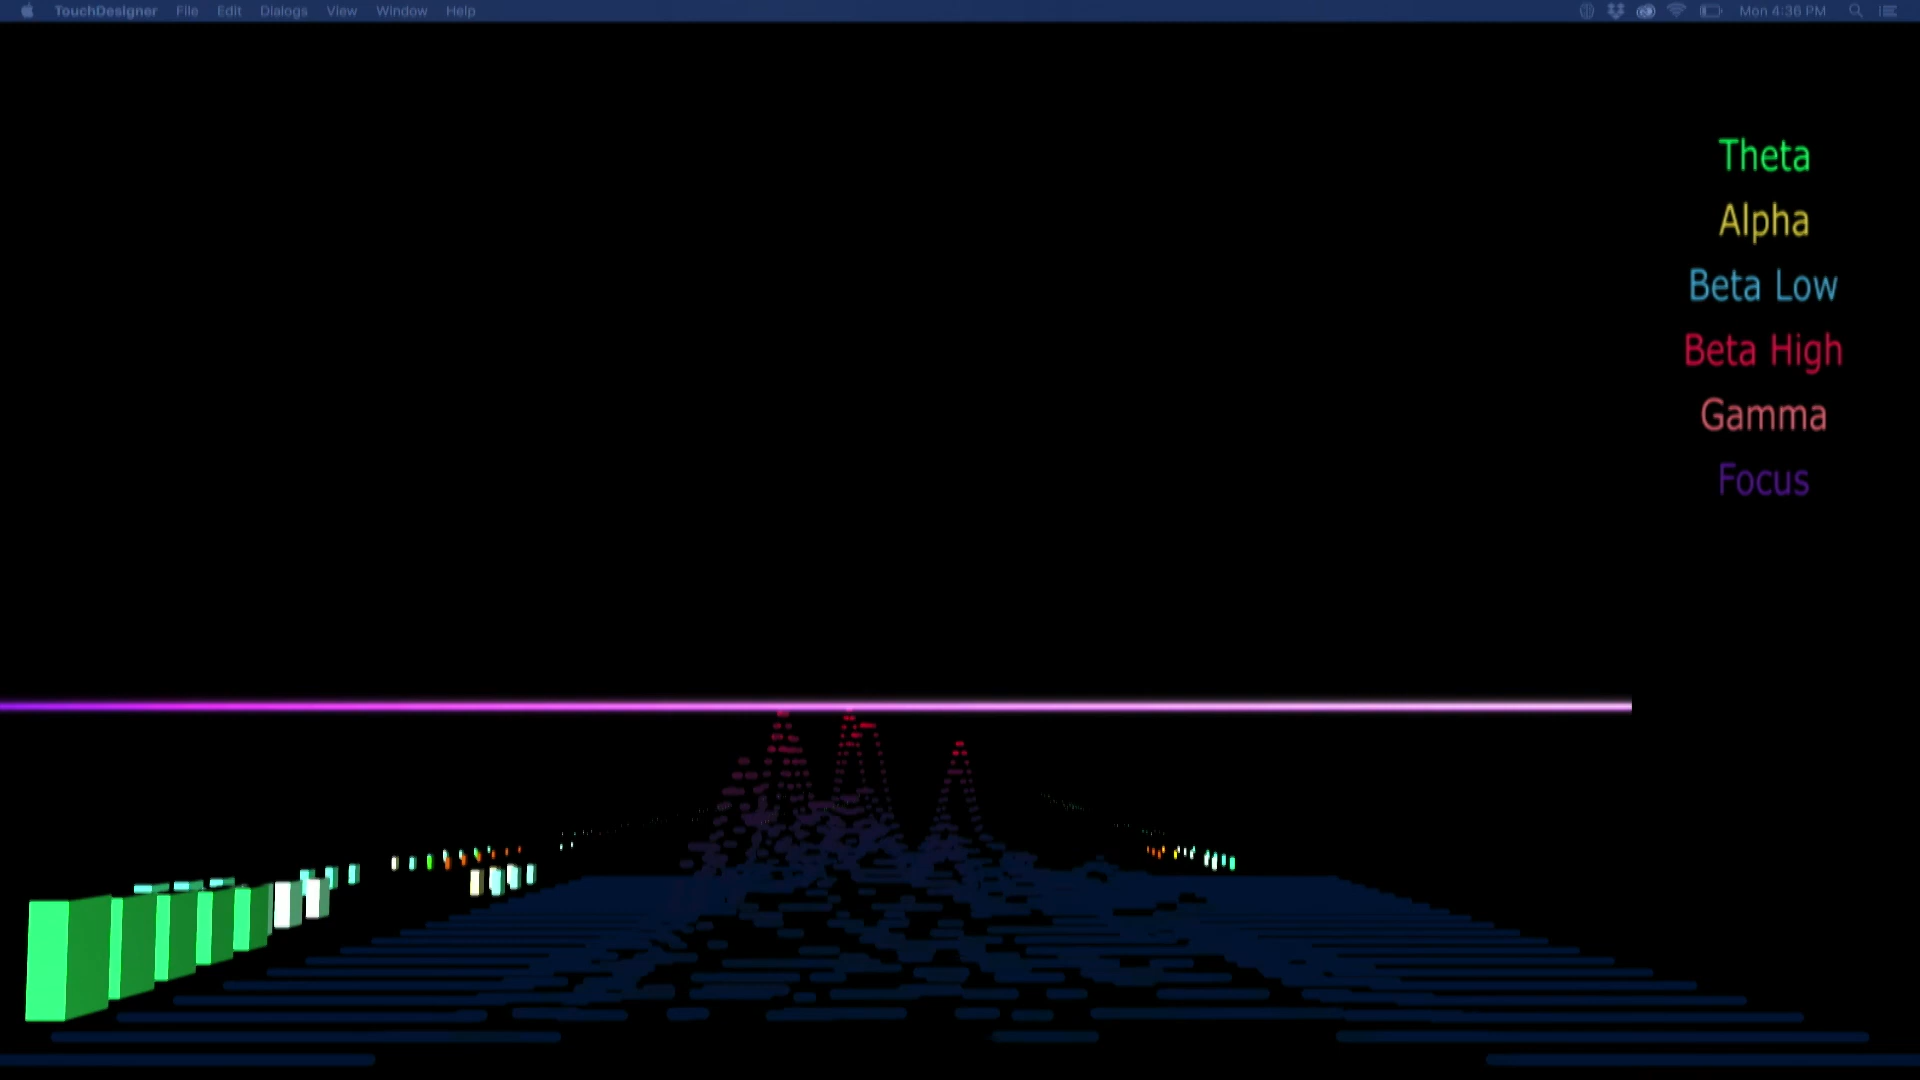 TouchDesigner File Edit Dialogs View Window Help Mon 4:36 PM
Theta
Alpha
Beta Low
Beta High
Gamma
Focus